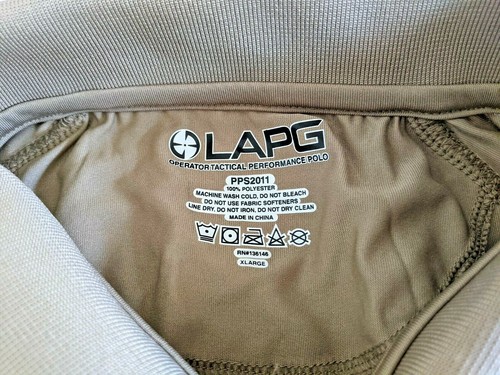 LAPG
OPERATOR TACTICAL PERFORMANCE POLO
PPS2011
100% POLYESTER
MACHINE WASH COLD, DO NOT BLEACH
DO NOT USE FABRIC SOFTENERS
LINE DRY, DO NOT IRON, DO NOT DRY CLEAN
MADE IN CHINA
RN#136146
XLARGE